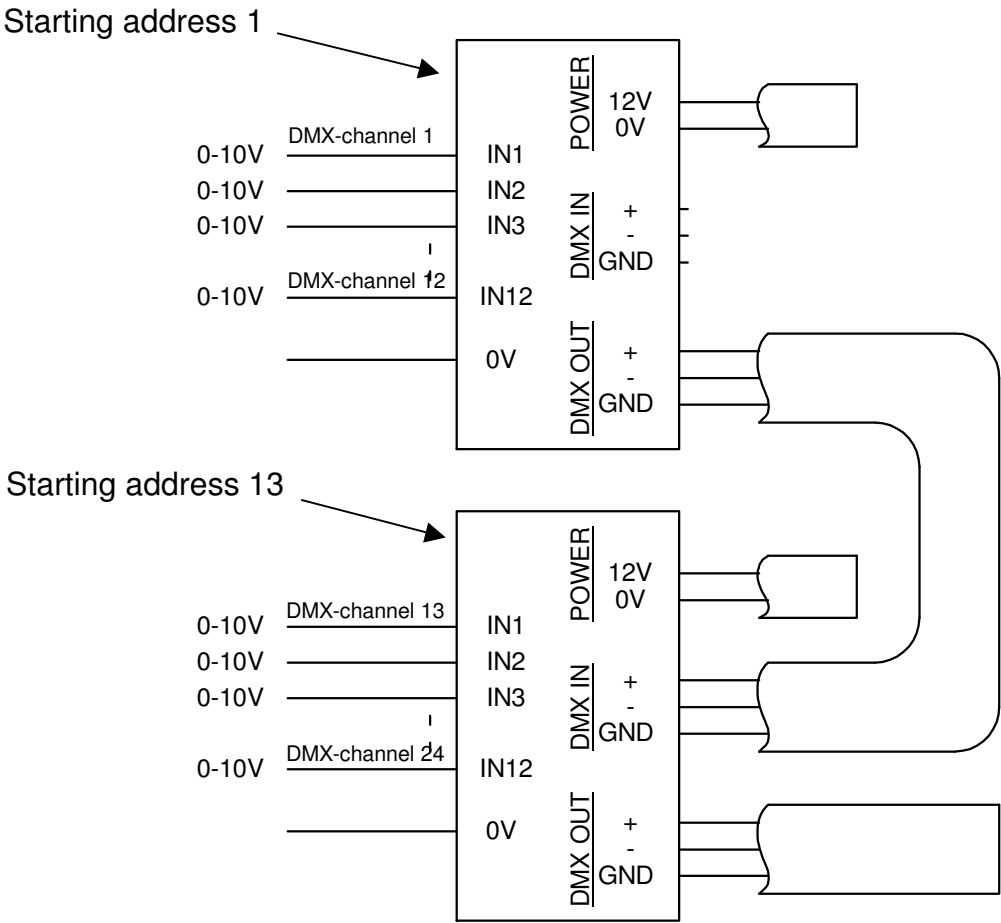 Starting address 1
POWER
12V
0V
DMX-channel 1
0-10V IN1
0-10V IN2
0-10V IN3
DMX IN
+
-
GND
DMX-channel 12
0-10V IN12
0V
DMX OUT
+
-
GND
Starting address 13
POWER
12V
0V
DMX-channel 13
0-10V IN1
0-10V IN2
0-10V IN3
DMX IN
+
-
GND
DMX-channel 24
0-10V IN12
0V
DMX OUT
+
-
GND